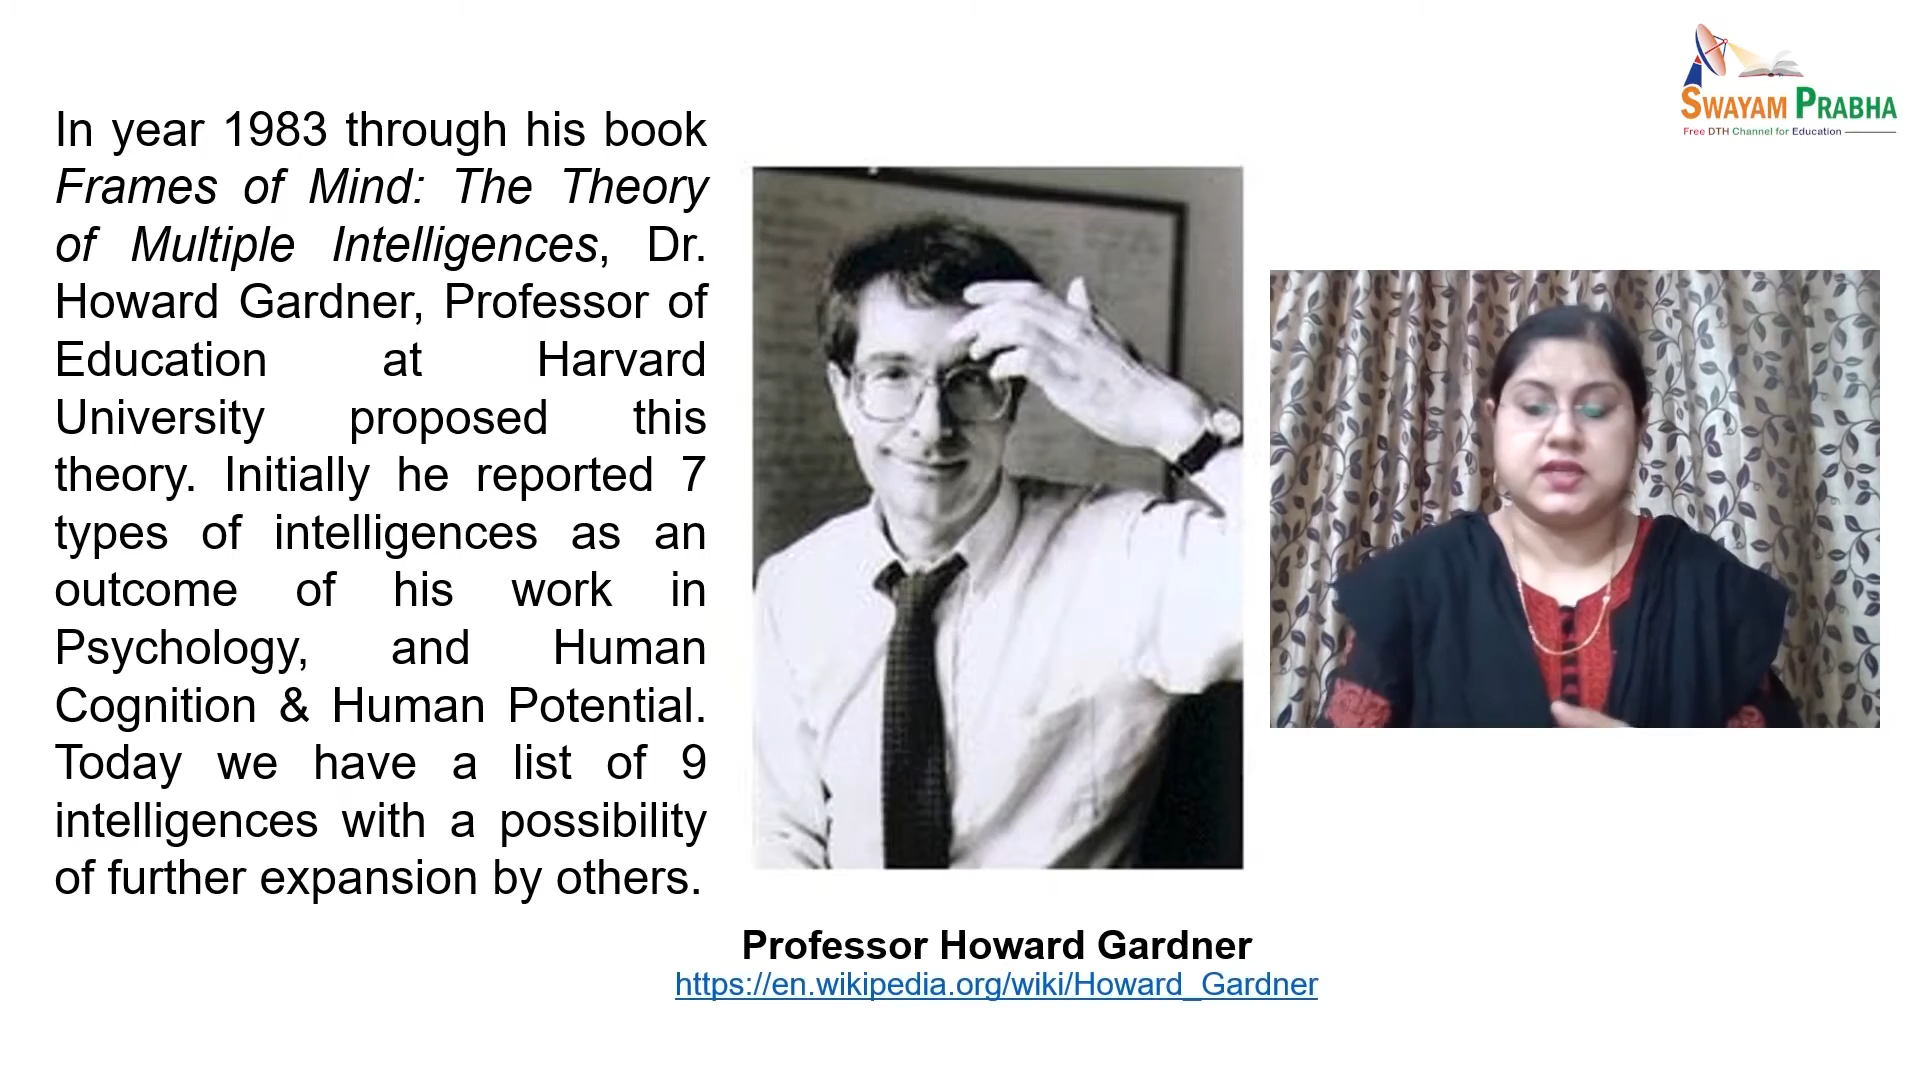 SWAYAM PRABHA
Free DTH Channel for Education
In year 1983 through his book
Frames of Mind: The Theory
of Multiple Intelligences, Dr.
Howard Gardner, Professor of
Education at Harvard
University proposed this
theory. Initially he reported 7
types of intelligences as an
outcome of his work in
Psychology, and Human
Cognition & Human Potential.
Today we have a list of 9
intelligences with a possibility
of further expansion by others.
Professor Howard Gardner
https://en.wikipedia.org/wiki/Howard_Gardner